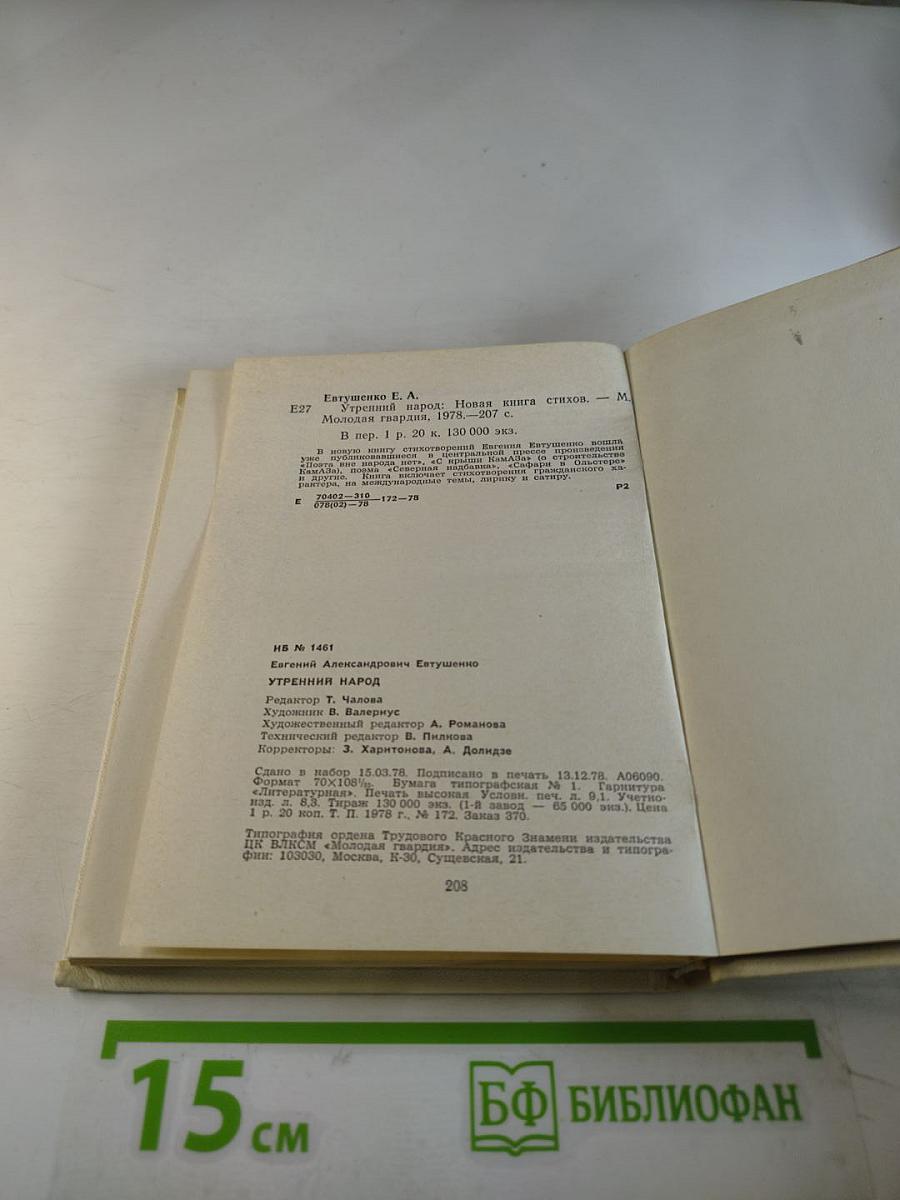 Евтушенко Е. А.
Е27 Утренний народ: Новая книга стихов. — М.
Молодая гвардия, 1978.—207 с.
В пер. 1 р. 20 к. 130 000 экз.
В новую книгу стихотворений Евгения Евтушенко вошли
уже публиковавшиеся в центральной прессе произведения
«Поэта вне народа нет», «С крыши КамАЗа» (о строительстве
КамАЗа), поэма «Северная надбавка», «Сафари в Ольстере»
и другие. Книга включает стихотворения гражданского ха-
рактера, на международные темы, лирику и сатиру.
Е 70402—310
078(02)—78 —172—78 Р2
НБ № 1461
Евгений Александрович Евтушенко
УТРЕННИЙ НАРОД
Редактор Т. Чалова
Художник В. Валериус
Художественный редактор А. Романова
Технический редактор В. Пилкова
Корректоры: З. Харитонова, А. Долидзе
Сдано в набор 15.03.78. Подписано в печать 13.12.78. А06090.
Формат 70×108¹/₃₂. Бумага типографская № 1. Гарнитура
«Литературная». Печать высокая Условн. печ. л. 9,1. Учетно-
изд. л. 8,3. Тираж 130 000 экз. (1-й завод — 65 000 экз.). Цена
1 р. 20 коп. Т. П. 1978 г., № 172. Заказ 370.
Типография ордена Трудового Красного Знамени издательства
ЦК ВЛКСМ «Молодая гвардия». Адрес издательства и типогра-
фии: 103030, Москва, К-30, Сущевская, 21.
208
15 см БФ БИБЛИОФАН